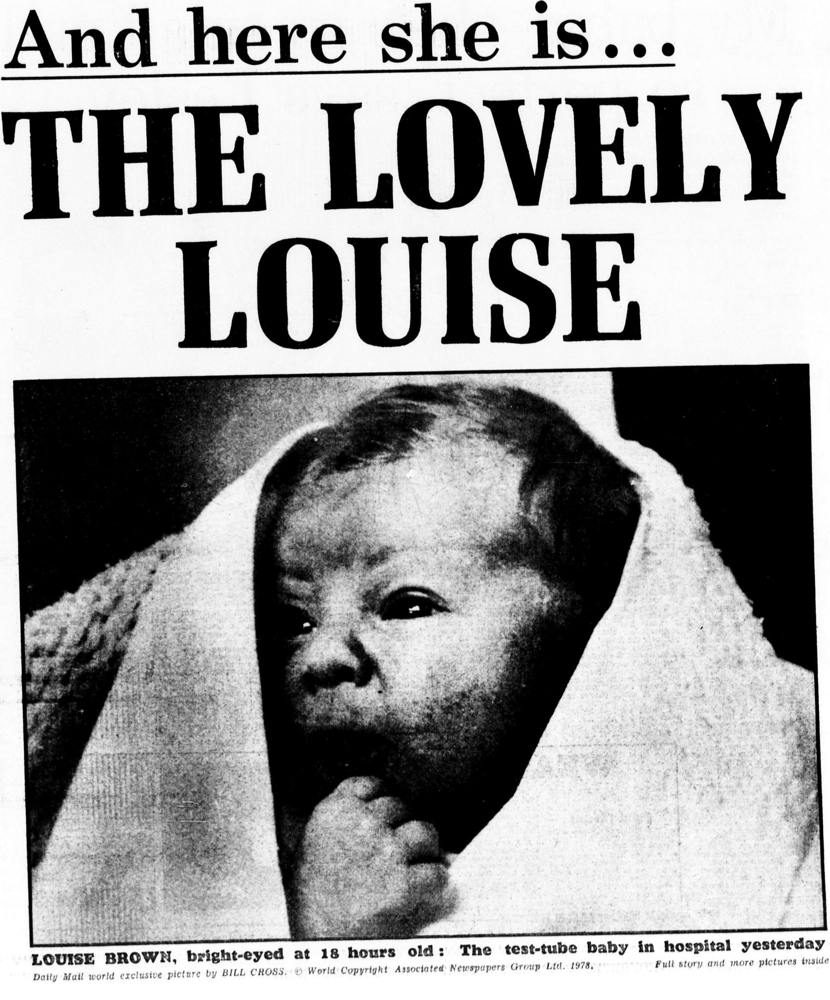 And here she is...
THE LOVELY
LOUISE
LOUISE BROWN, bright-eyed at 18 hours old: The test-tube baby in hospital yesterday
Daily Mail world exclusive picture by BILL CROSS. © World Copyright Associated Newspapers Group Ltd. 1978. Full story and more pictures inside